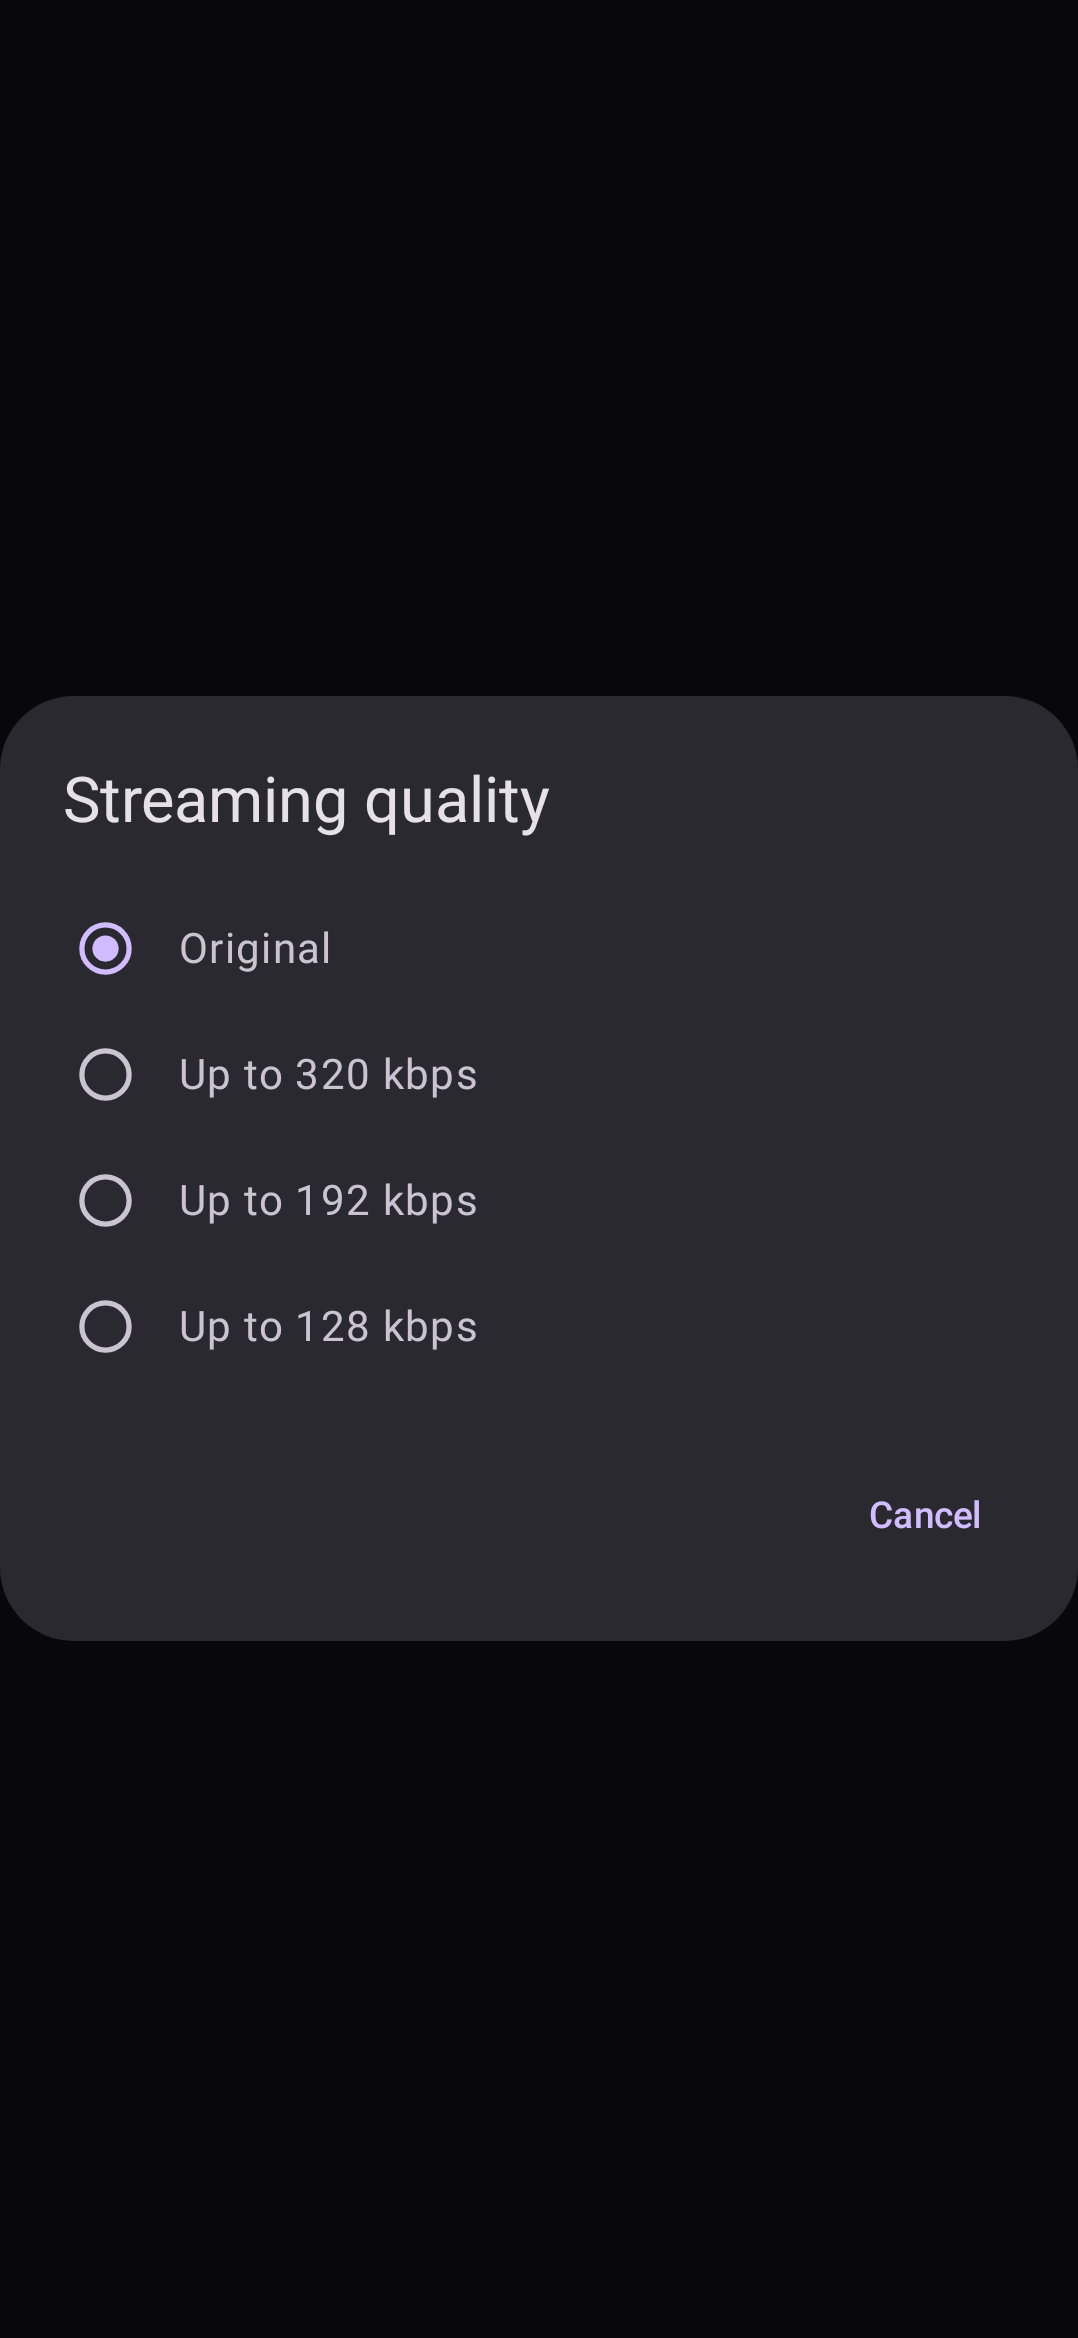 Streaming quality
Original
Up to 320 kbps
Up to 192 kbps
Up to 128 kbps
Cancel